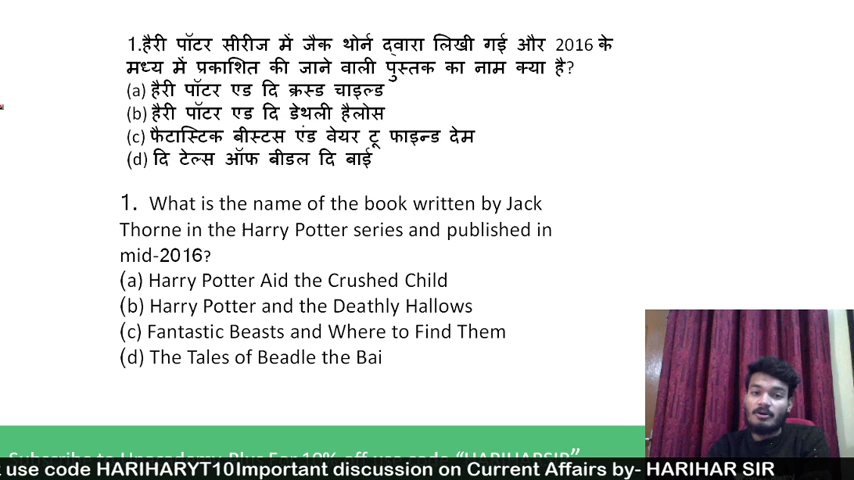 1.हैरी पॉटर सीरीज में जैक थोर्न द्वारा लिखी गई और 2016 के
मध्य में प्रकाशित की जाने वाली पुस्तक का नाम क्या है?
(a) हैरी पॉटर एड दि क्रस्ड चाइल्ड
(b) हैरी पॉटर एड दि डेथली हैलोस
(c) फैटास्टिक बीस्टस एंड वेयर टू फाइन्ड देम
(d) दि टेल्स ऑफ बीडल दि बाई
1. What is the name of the book written by Jack
Thorne in the Harry Potter series and published in
mid-2016?
(a) Harry Potter Aid the Crushed Child
(b) Harry Potter and the Deathly Hallows
(c) Fantastic Beasts and Where to Find Them
(d) The Tales of Beadle the Bai
use code HARIHARYT10Important discussion on Current Affairs by- HARIHAR SIR